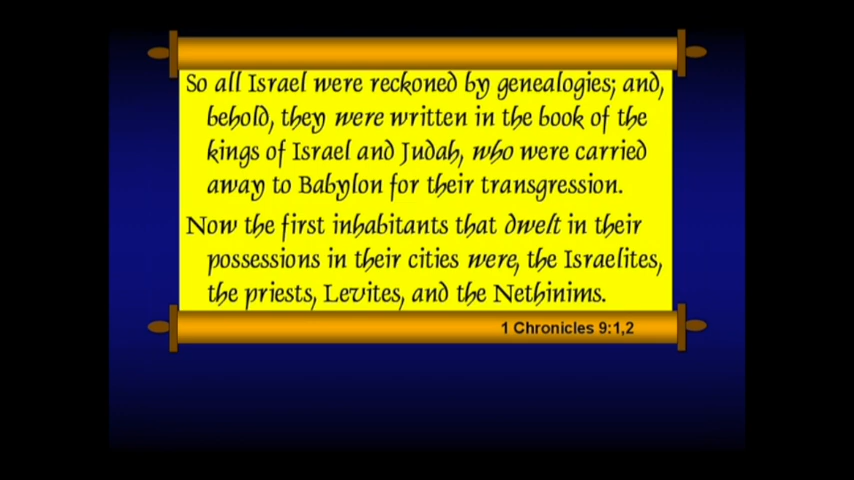 So all Israel were reckoned by genealogies; and,
behold, they were written in the book of the
kings of Israel and Judah, who were carried
away to Babylon for their transgression.
Now the first inhabitants that dwelt in their
possessions in their cities were, the Israelites,
the priests, Levites, and the Nethinims.
1 Chronicles 9:1,2